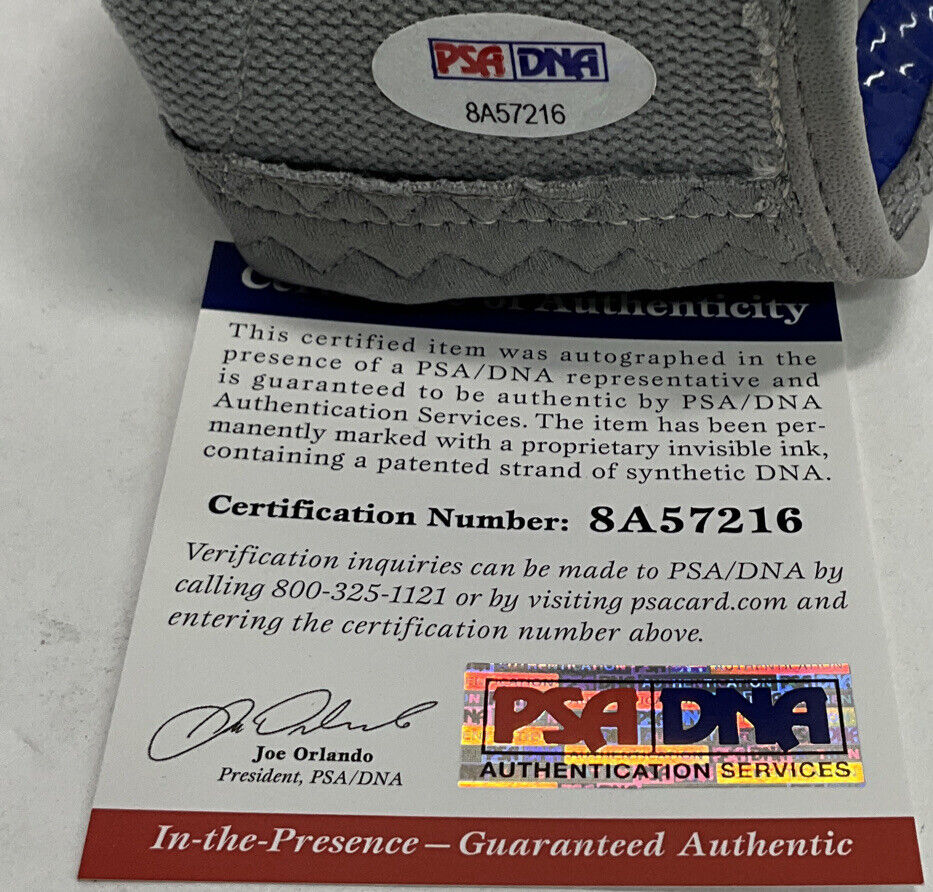 PSA DNA
8A57216
of Authenticity
This certified item was autographed in the
presence of a PSA/DNA representative and
is guaranteed to be authentic by PSA/DNA
Authentication Services. The item has been per-
manently marked with a proprietary invisible ink,
containing a patented strand of synthetic DNA.
Certification Number: 8A57216
Verification inquiries can be made to PSA/DNA by
calling 800-325-1121 or by visiting psacard.com and
entering the certification number above.
Joe Orlando
President, PSA/DNA
PSA DNA
AUTHENTICATION SERVICES
In-the-Presence — Guaranteed Authentic